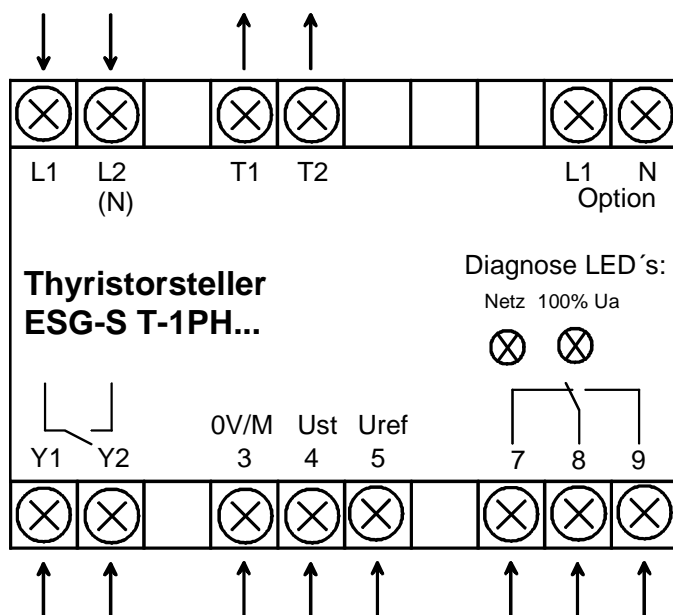 L1 L2 T1 T2 L1 N
(N) Option
Thyristorsteller
ESG-S T-1PH...
Diagnose LED´s:
Netz 100% Ua
0V/M Ust Uref
Y1 Y2 3 4 5 7 8 9